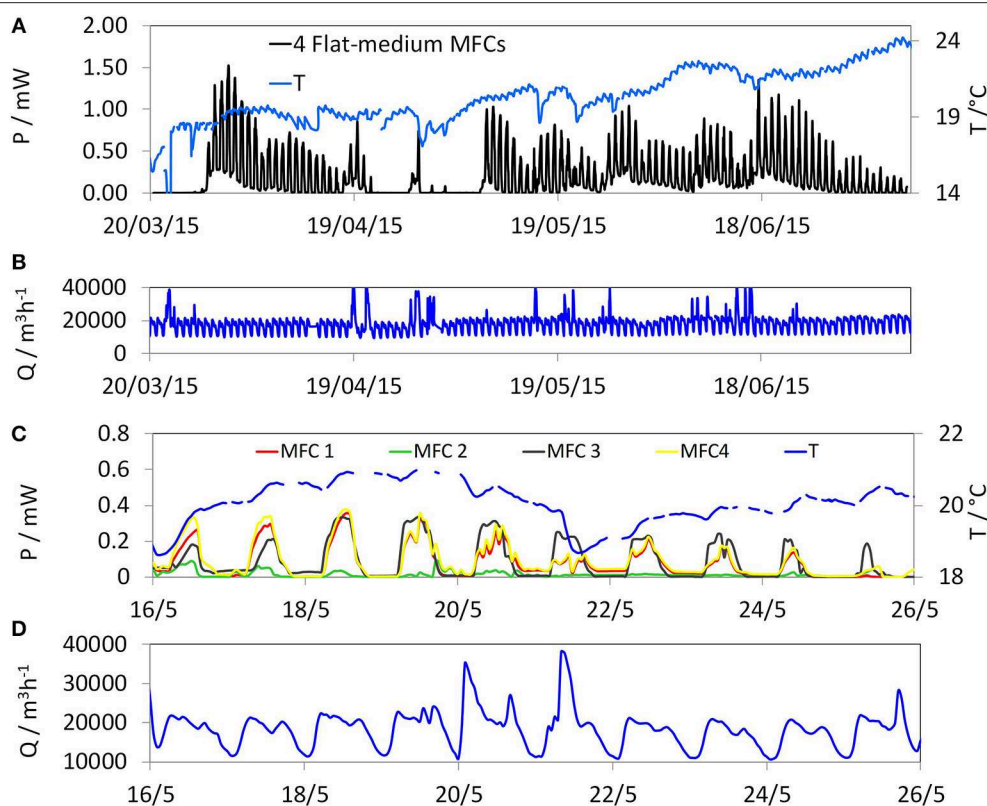 A
2.00
1.50
1.00
0.50
0.00
P / mW
4 Flat-medium MFCs
T
24
19
14
T /°C
20/03/15 19/04/15 19/05/15 18/06/15
B
40000
20000
0
Q / m³h⁻¹
20/03/15 19/04/15 19/05/15 18/06/15
C
0.8
0.6
0.4
0.2
0
P / mW
MFC 1 MFC 2 MFC 3 MFC4 T
22
20
18
T /°C
16/5 18/5 20/5 22/5 24/5 26/5
D
40000
30000
20000
10000
Q / m³h⁻¹
16/5 18/5 20/5 22/5 24/5 26/5